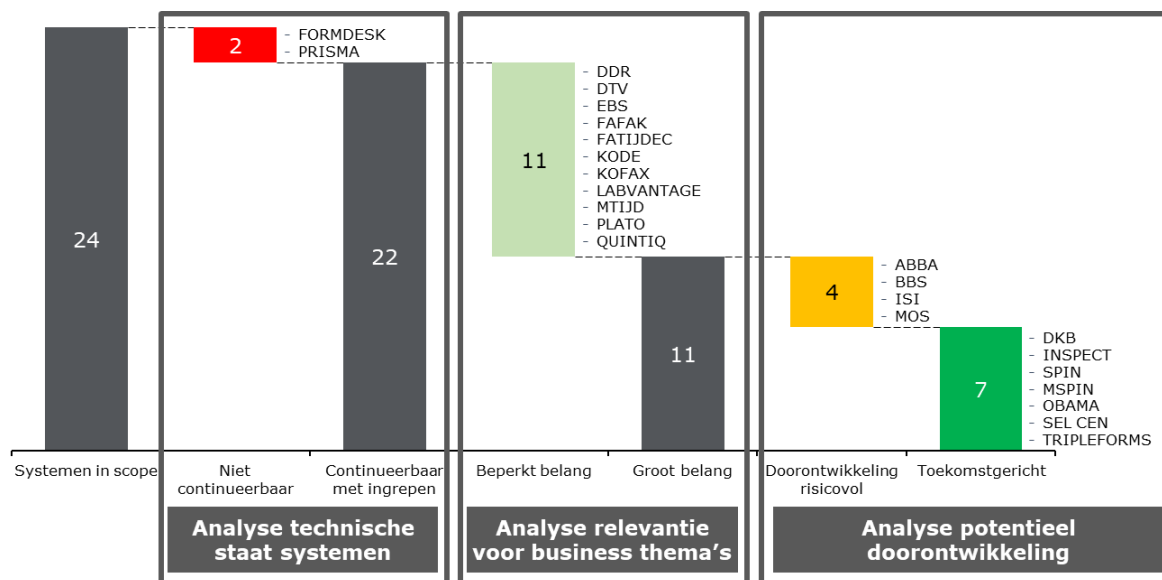 24
2
- FORMDESK
- PRISMA
22
11
- DDR
- DTV
- EBS
- FAFAK
- FATIJDEC
- KODE
- KOFAX
- LABVANTAGE
- MTIJD
- PLATO
- QUINTIQ
11
4
- ABBA
- BBS
- ISI
- MOS
7
- DKB
- INSPECT
- SPIN
- MSPIN
- OBAMA
- SEL CEN
- TRIPLEFORMS
Systemen in scope
Niet
continueerbaar
Continueerbaar
met ingrepen
Beperkt belang
Groot belang
Doorontwikkeling
risicovol
Toekomstgericht
Analyse technische
staat systemen
Analyse relevantie
voor business thema's
Analyse potentieel
doorontwikkeling